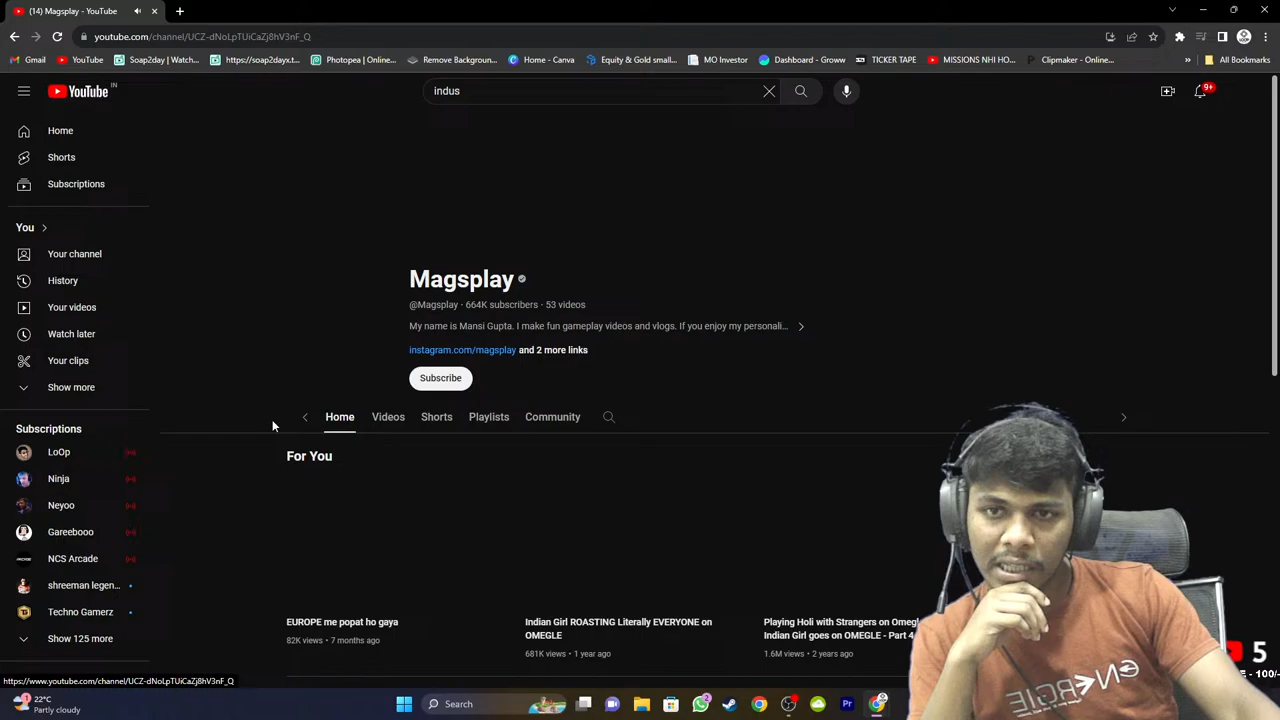 (14) Magsplay - YouTube
youtube.com/channel/UCZ-dNoLpTUiCaZj8hV3nF_Q
Gmail YouTube Soap2day | Watch... https://soap2dayx.t... Photopea | Online... Remove Backgroun... Home - Canva Equity & Gold small... MO Investor Dashboard - Groww TICKER TAPE MISSIONS NHI HO... Clipmaker - Online... » All Bookmarks
YouTube IN
indus
9+
Home
Shorts
Subscriptions
You
Your channel
History
Your videos
Watch later
Your clips
Show more
Subscriptions
LoOp
Ninja
Neyoo
Gareebooo
NCS Arcade
shreeman legen...
Techno Gamerz
Show 125 more
Magsplay
@Magsplay · 664K subscribers · 53 videos
My name is Mansi Gupta. I make fun gameplay videos and vlogs. If you enjoy my personali...
instagram.com/magsplay and 2 more links
Subscribe
Home Videos Shorts Playlists Community
For You
EUROPE me popat ho gaya
82K views · 7 months ago
Indian Girl ROASTING Literally EVERYONE on
OMEGLE
681K views · 1 year ago
Playing Holi with Strangers on Omegl
Indian Girl goes on OMEGLE - Part 4
1.6M views · 2 years ago
5
- 100/
https://www.youtube.com/channel/UCZ-dNoLpTUiCaZj8hV3nF_Q
22°C
Partly cloudy
Search
2